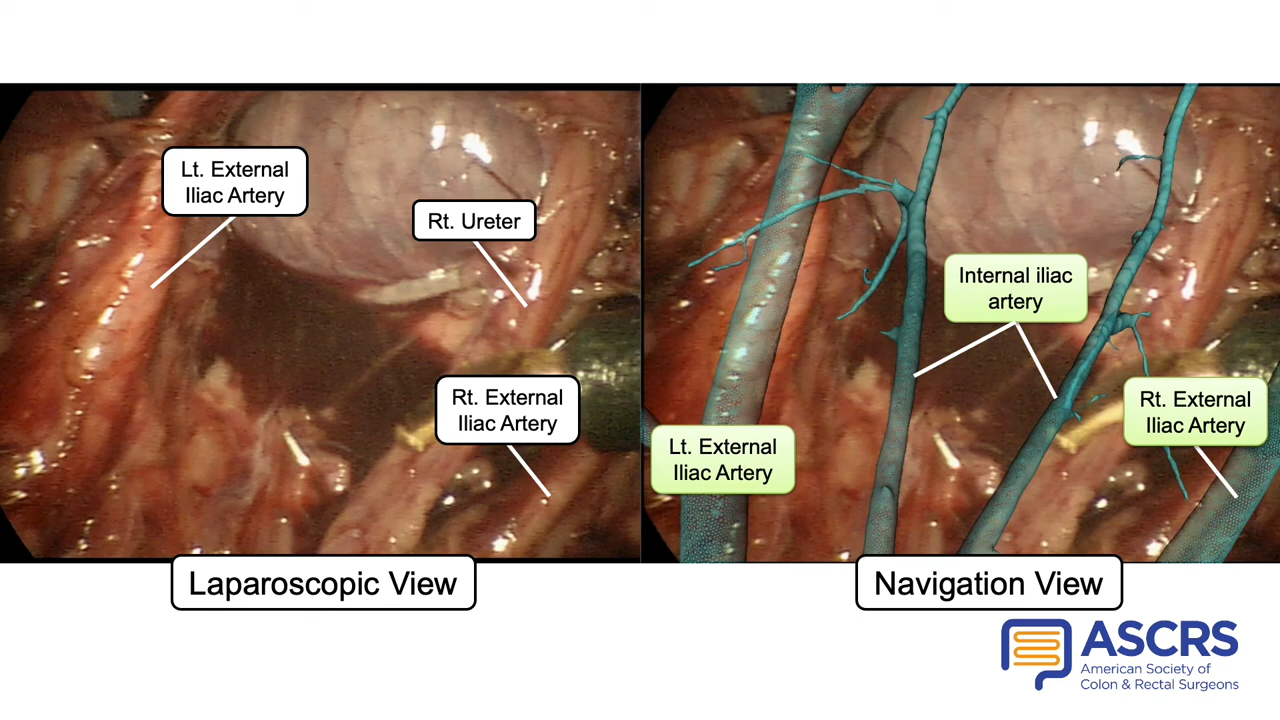 Lt. External
Iliac Artery
Rt. Ureter
Rt. External
Iliac Artery
Laparoscopic View
Internal iliac
artery
Rt. External
Iliac Artery
Lt. External
Iliac Artery
Navigation View
ASCRS
American Society of
Colon & Rectal Surgeons